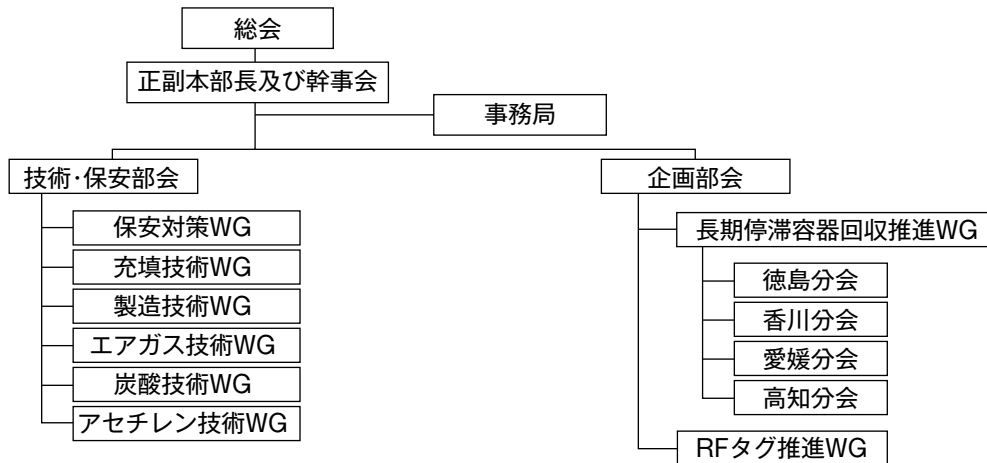 総会
正副本部長及び幹事会
事務局
技術・保安部会
保安対策WG
充填技術WG
製造技術WG
エアガス技術WG
炭酸技術WG
アセチレン技術WG
企画部会
長期停滞容器回収推進WG
徳島分会
香川分会
愛媛分会
高知分会
RFタグ推進WG